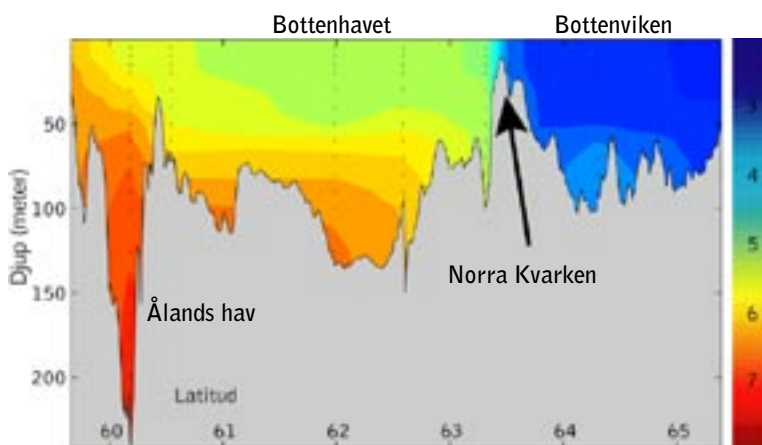 Bottenhavet Bottenviken
50
100
150
200
Djup (meter)
Norra Kvarken
Ålands hav
Latitud
60 61 62 63 64 65
3
4
5
6
7